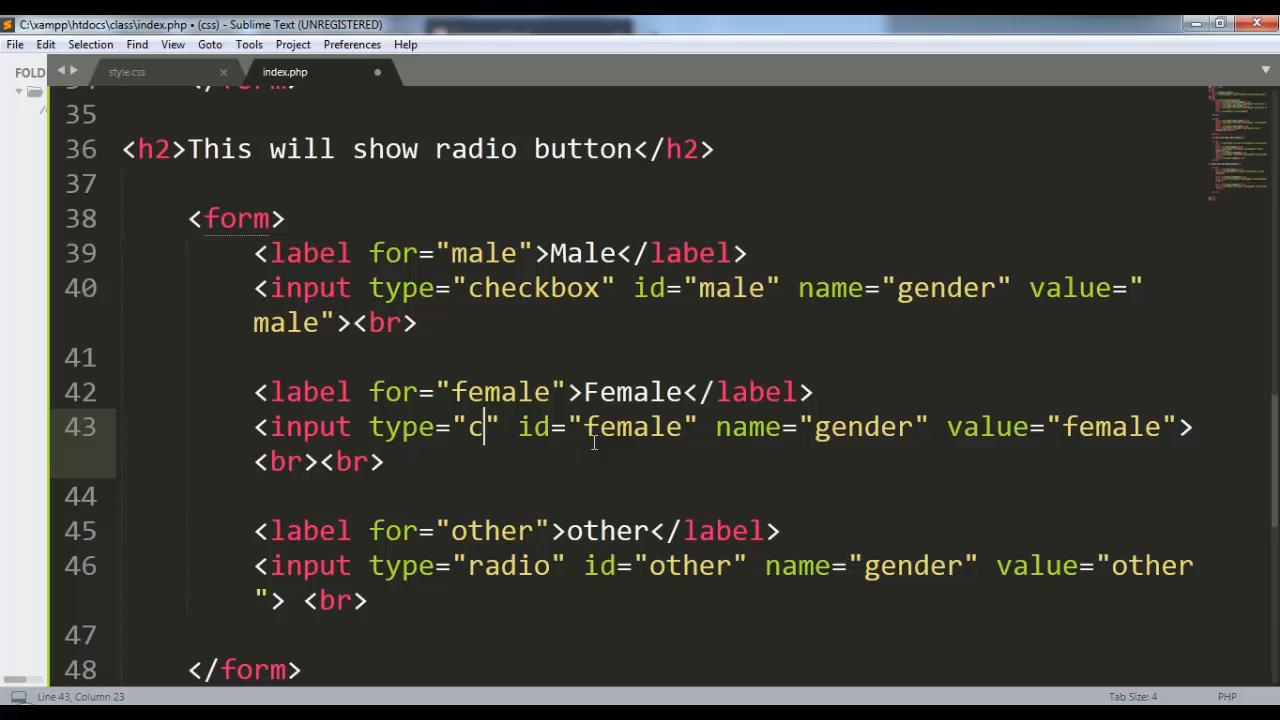 C:\xampp\htdocs\class\index.php • (css) - Sublime Text (UNREGISTERED)
File Edit Selection Find View Goto Tools Project Preferences Help
FOLD
style.css
index.php
35
36 <h2>This will show radio button</h2>
37
38 <form>
39 <label for="male">Male</label>
40 <input type="checkbox" id="male" name="gender" value="
male"><br>
41
42 <label for="female">Female</label>
43 <input type="c" id="female" name="gender" value="female">
<br><br>
44
45 <label for="other">other</label>
46 <input type="radio" id="other" name="gender" value="other
"> <br>
47
48 </form>
Line 43, Column 23
Tab Size: 4
PHP